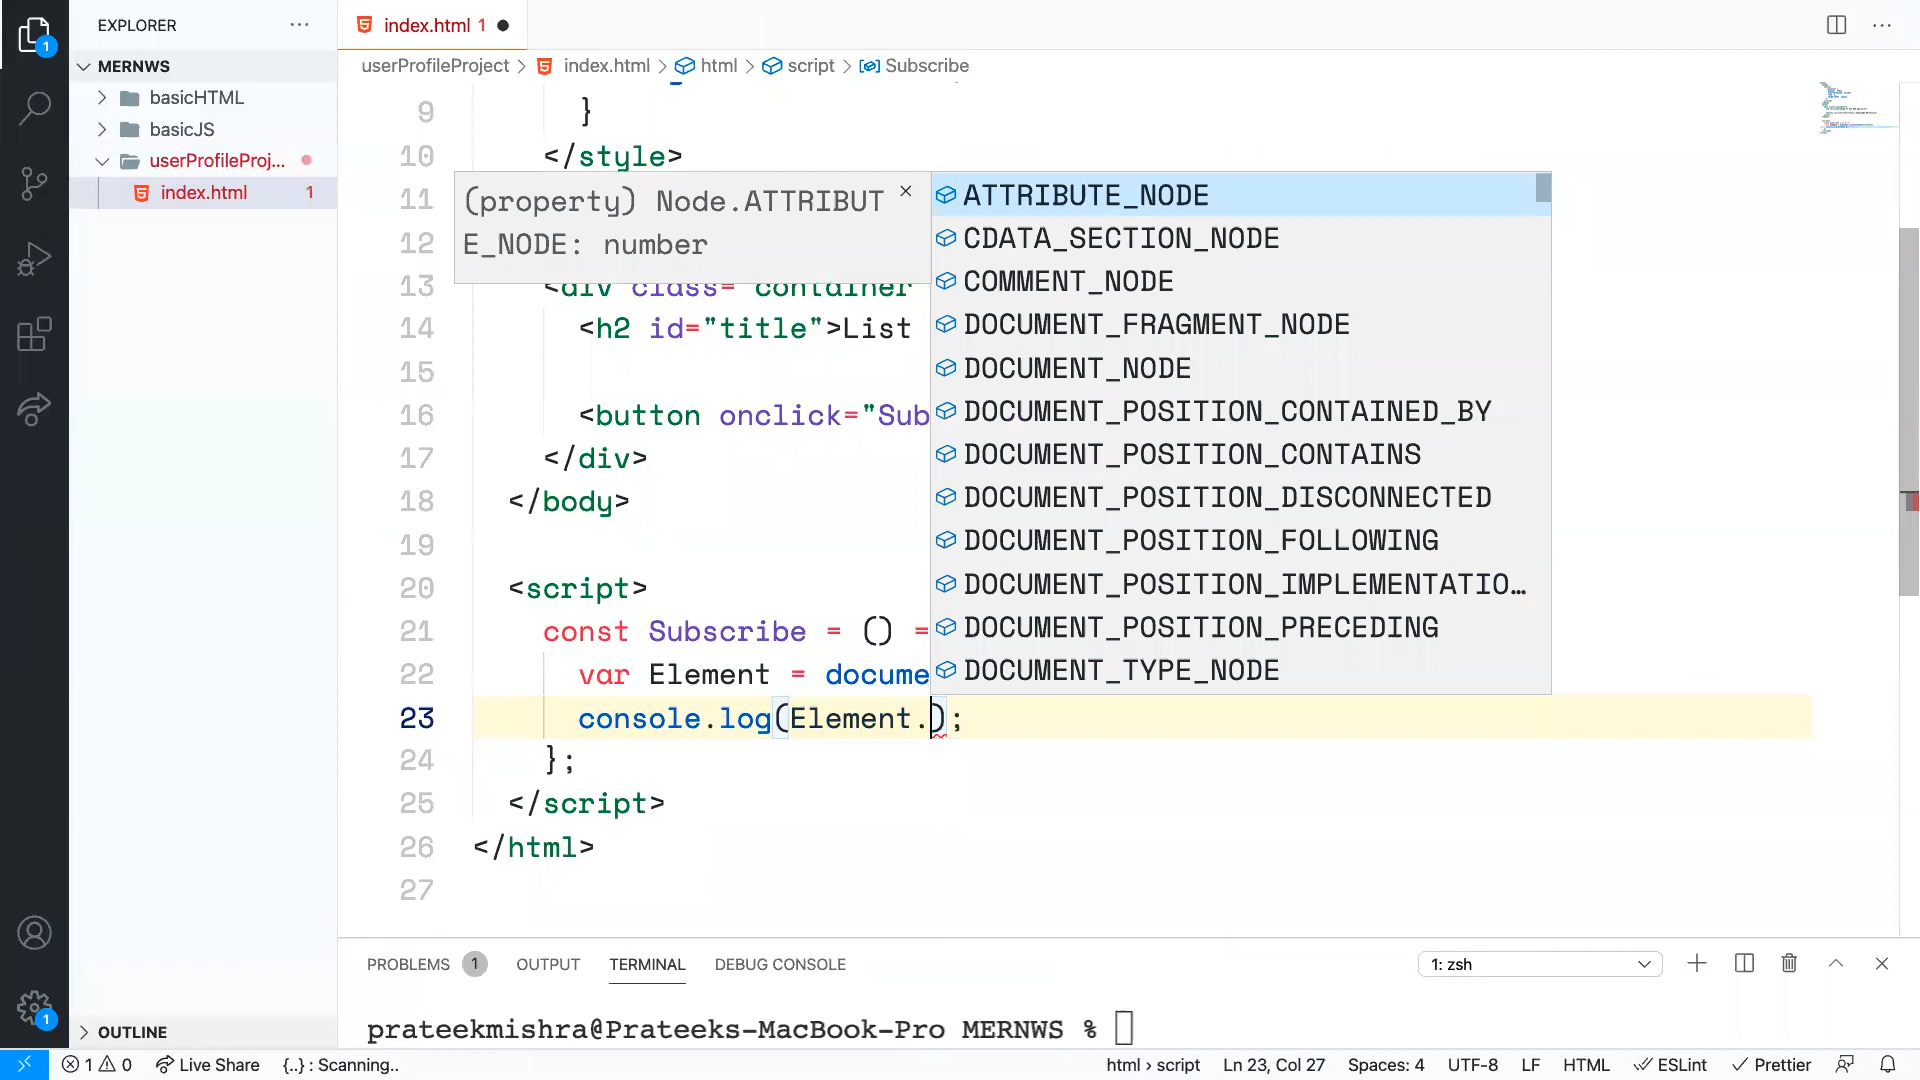 EXPLORER
index.html 1
MERNWS
userProfileProject > index.html > html > script > Subscribe
basicHTML
basicJS
userProfileProj...
index.html 1
9 }
10 </style>
11
12
13 <div class="container
14 <h2 id="title">List
15
16 <button onclick="Sub
17 </div>
18 </body>
19
20 <script>
21 const Subscribe = () =
22 var Element = docume
23 console.log(Element.);
24 };
25 </script>
26 </html>
27
(property) Node.ATTRIBUT
E_NODE: number
ATTRIBUTE_NODE
CDATA_SECTION_NODE
COMMENT_NODE
DOCUMENT_FRAGMENT_NODE
DOCUMENT_NODE
DOCUMENT_POSITION_CONTAINED_BY
DOCUMENT_POSITION_CONTAINS
DOCUMENT_POSITION_DISCONNECTED
DOCUMENT_POSITION_FOLLOWING
DOCUMENT_POSITION_IMPLEMENTATIO...
DOCUMENT_POSITION_PRECEDING
DOCUMENT_TYPE_NODE
PROBLEMS 1 OUTPUT TERMINAL DEBUG CONSOLE 1: zsh
prateekmishra@Prateeks-MacBook-Pro MERNWS %
OUTLINE
1 0 Live Share {..} : Scanning.. html > script Ln 23, Col 27 Spaces: 4 UTF-8 LF HTML ESLint Prettier
1
1